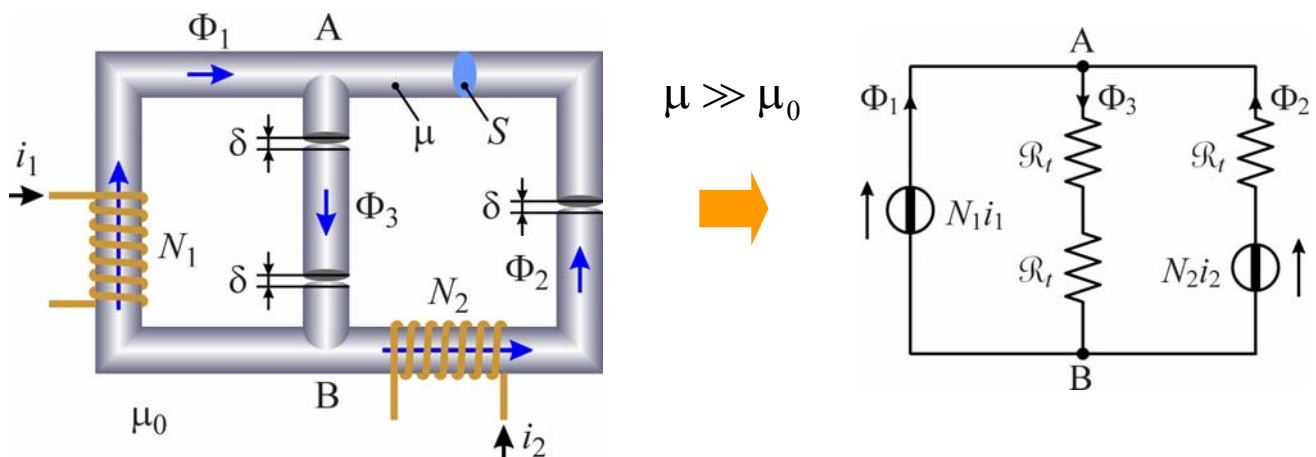 Φ₁
A
δ
μ
S
i₁
N₁
Φ₃
δ
δ
Φ₂
N₂
B
μ₀
i₂
μ ≫ μ₀
A
Φ₁
Φ₃
Φ₂
ℛₜ
ℛₜ
N₁i₁
ℛₜ
N₂i₂
B